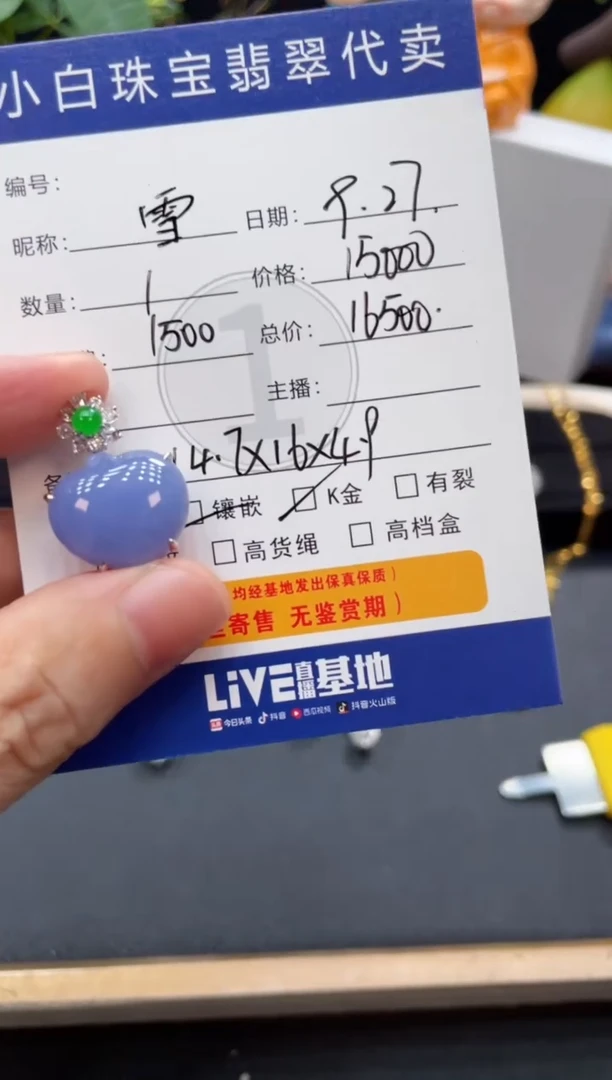 小白珠宝翡翠代卖
编号:
昵称: 雪 日期: 9.27.
数量: 1 价格: 15000
1500 总价: 16500.
主播:
14.7X16X4.9
镶嵌 K金 有裂
高货绳 高档盒
均经基地发出保真保质)
寄售 无鉴赏期)
LiVE直播基地
今日头条 抖音 西瓜视频 抖音火山版
1